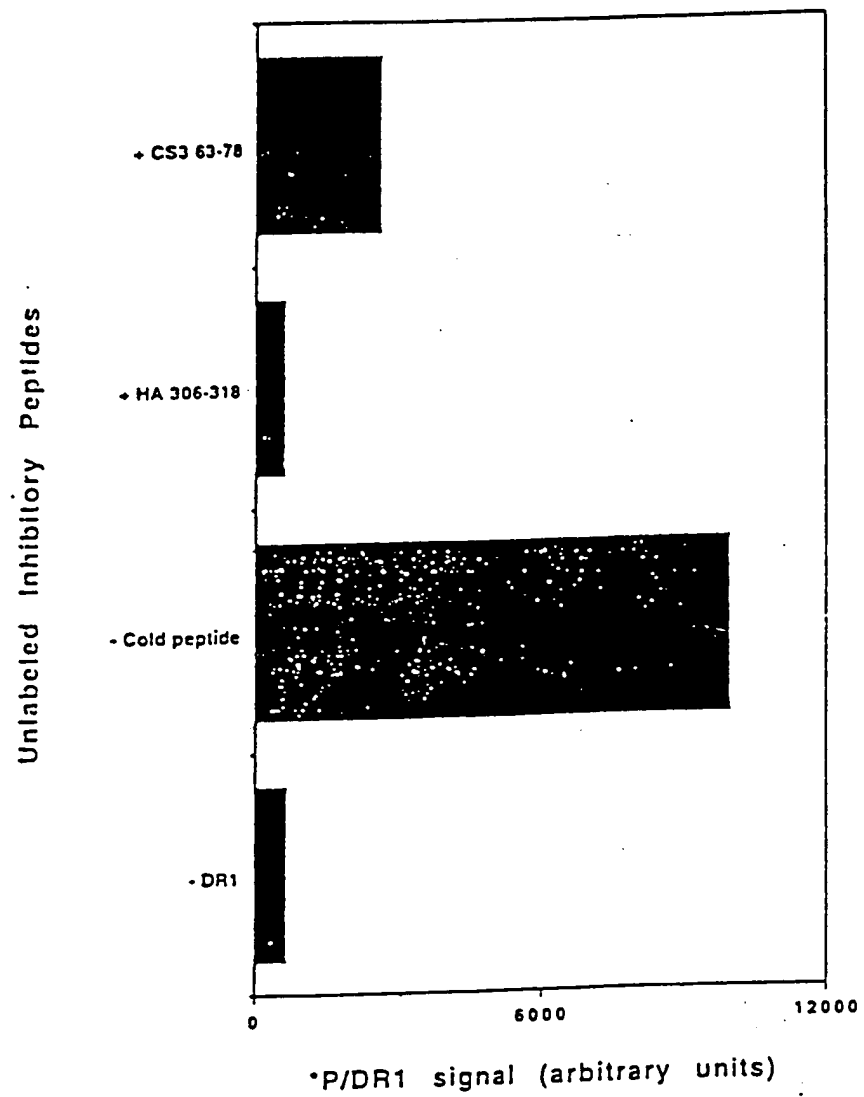 Unlabeled Inhibitory Peptides
+ CS3 63-78
+ HA 306-318
- Cold peptide
- DR1
0 6000 12000
*P/DR1 signal (arbitrary units)